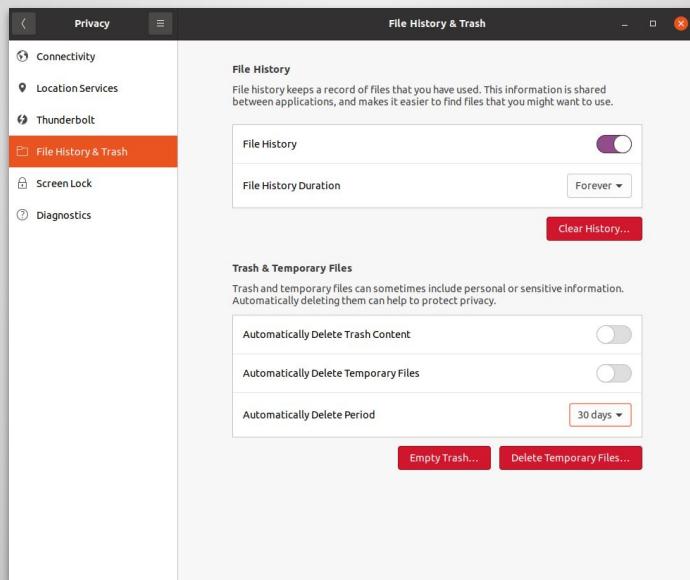 Privacy
File History & Trash
Connectivity
Location Services
Thunderbolt
File History & Trash
Screen Lock
Diagnostics
File History
File history keeps a record of files that you have used. This information is shared
between applications, and makes it easier to find files that you might want to use.
File History
File History Duration
Forever
Clear History...
Trash & Temporary Files
Trash and temporary files can sometimes include personal or sensitive information.
Automatically deleting them can help to protect privacy.
Automatically Delete Trash Content
Automatically Delete Temporary Files
Automatically Delete Period
30 days
Empty Trash...
Delete Temporary Files...